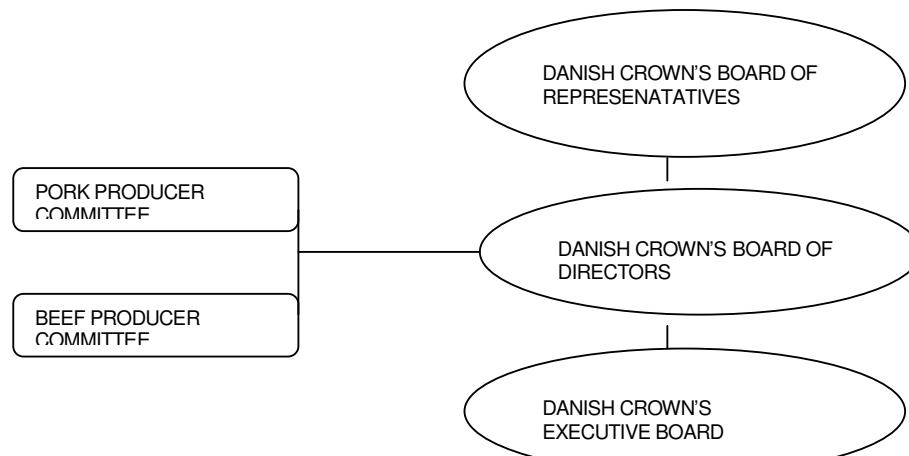 DANISH CROWN'S BOARD OF
REPRESENATATIVES
PORK PRODUCER
COMMITTEE
DANISH CROWN'S BOARD OF
DIRECTORS
BEEF PRODUCER
COMMITTEE
DANISH CROWN'S
EXECUTIVE BOARD